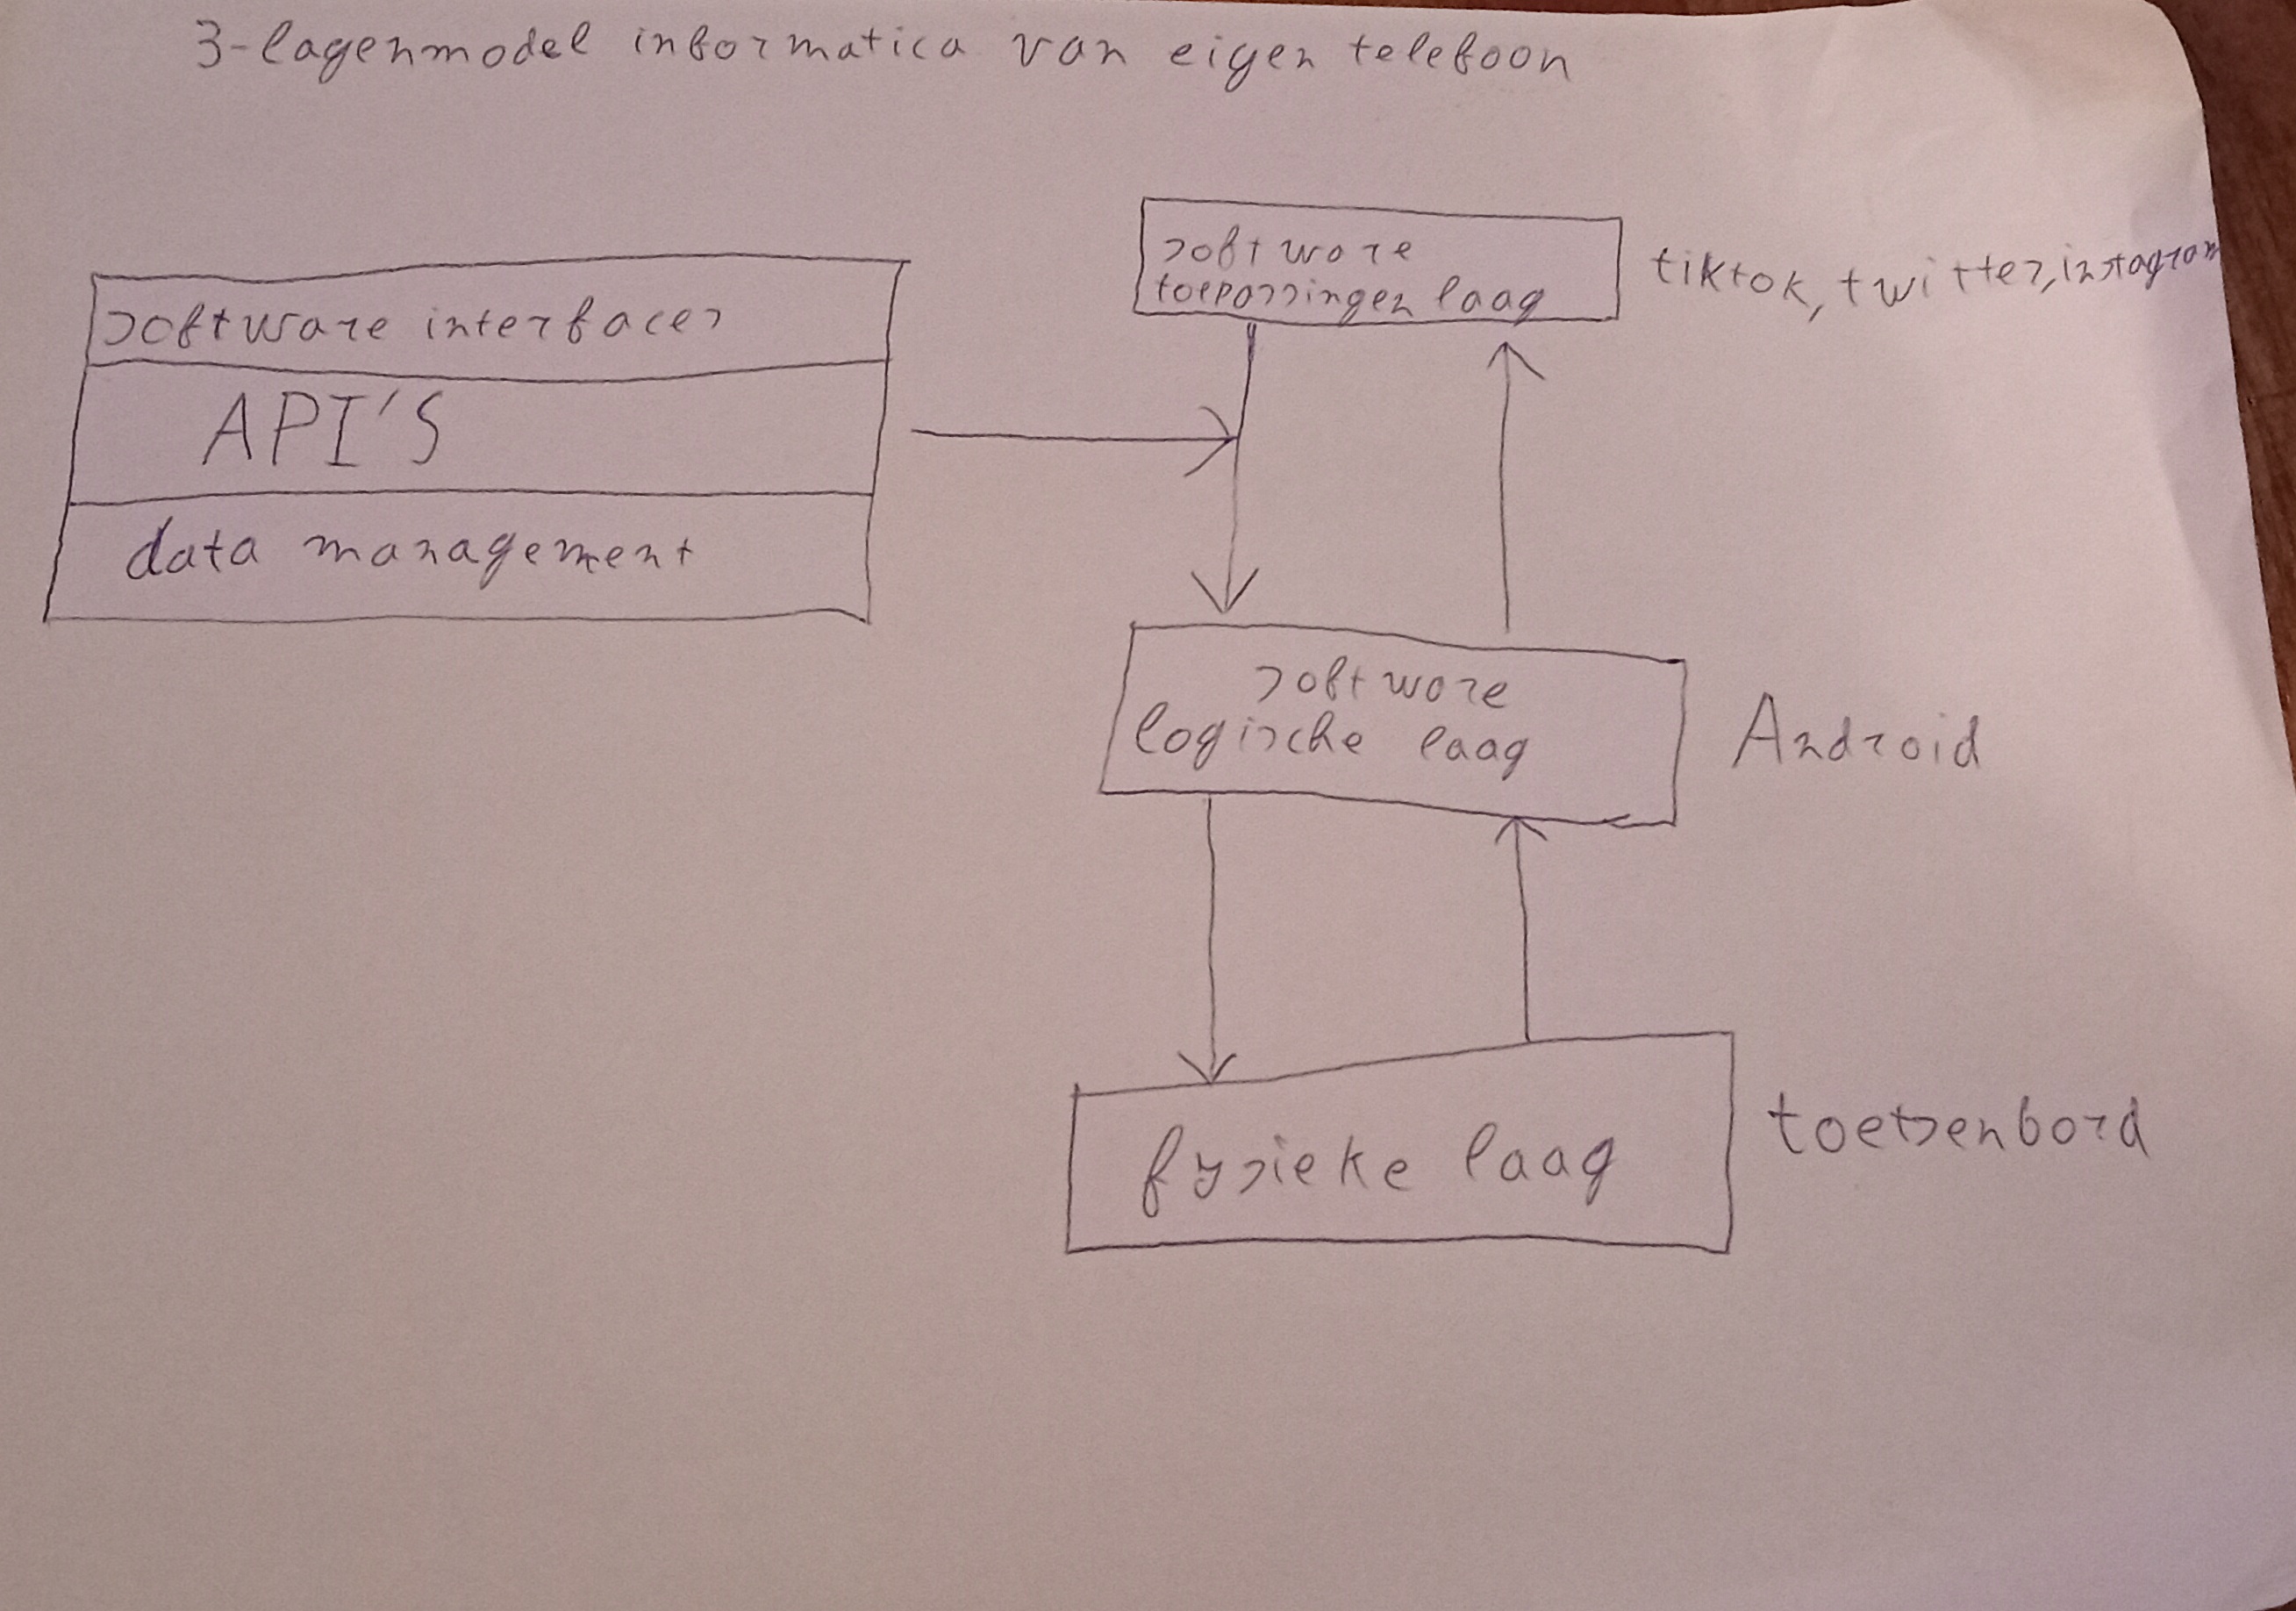 3-lagenmodel informatica van eigen telefoon
software interfaces
API'S
data management
software
toepassingen laag
tiktok, twitter, instagram
software
logische laag
Android
fysieke laag
toetsenbord